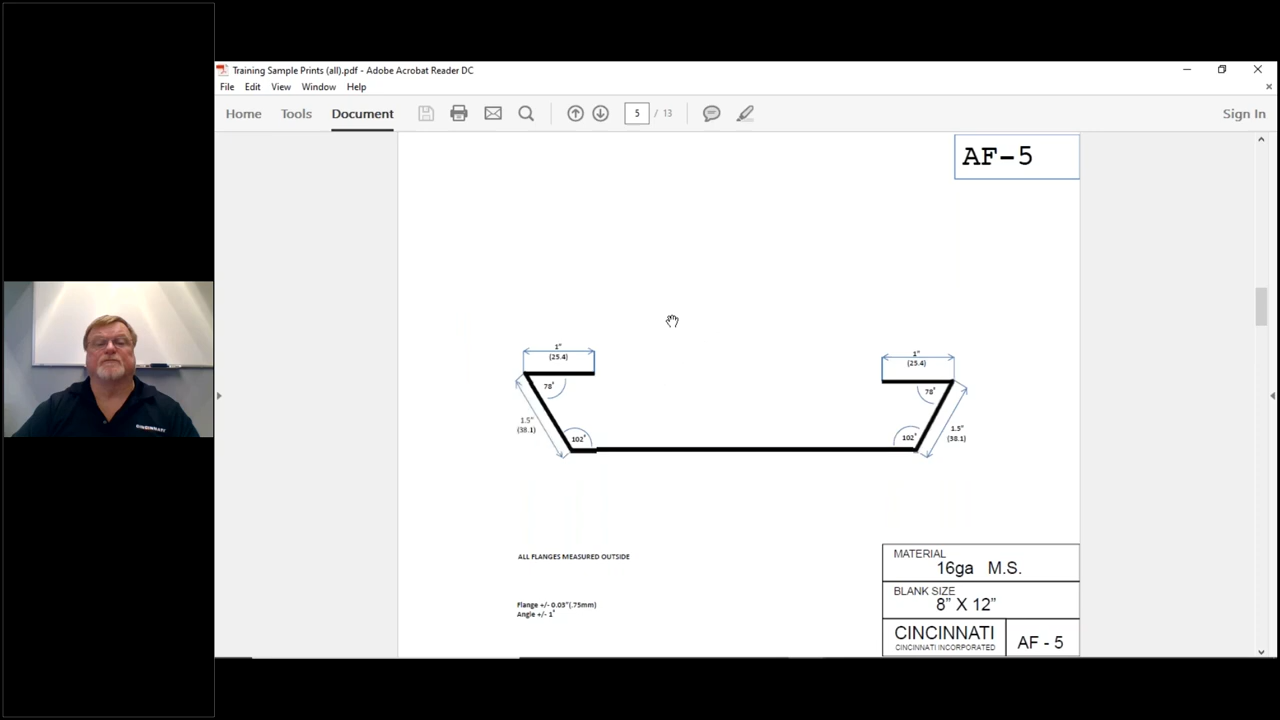 Training Sample Prints (all).pdf - Adobe Acrobat Reader DC
File Edit View Window Help
Home Tools Document 5 / 13 Sign In
AF-5
1"
(25.4)
1"
(25.4)
78°
78°
1.5"
(38.1)
1.5"
(38.1)
102°
102°
ALL FLANGES MEASURED OUTSIDE
Flange +/- 0.03"(.75mm)
Angle +/- 1°
MATERIAL
16ga M.S.
BLANK SIZE
8” X 12”
CINCINNATI
CINCINNATI INCORPORATED
AF - 5
CINCINNATI